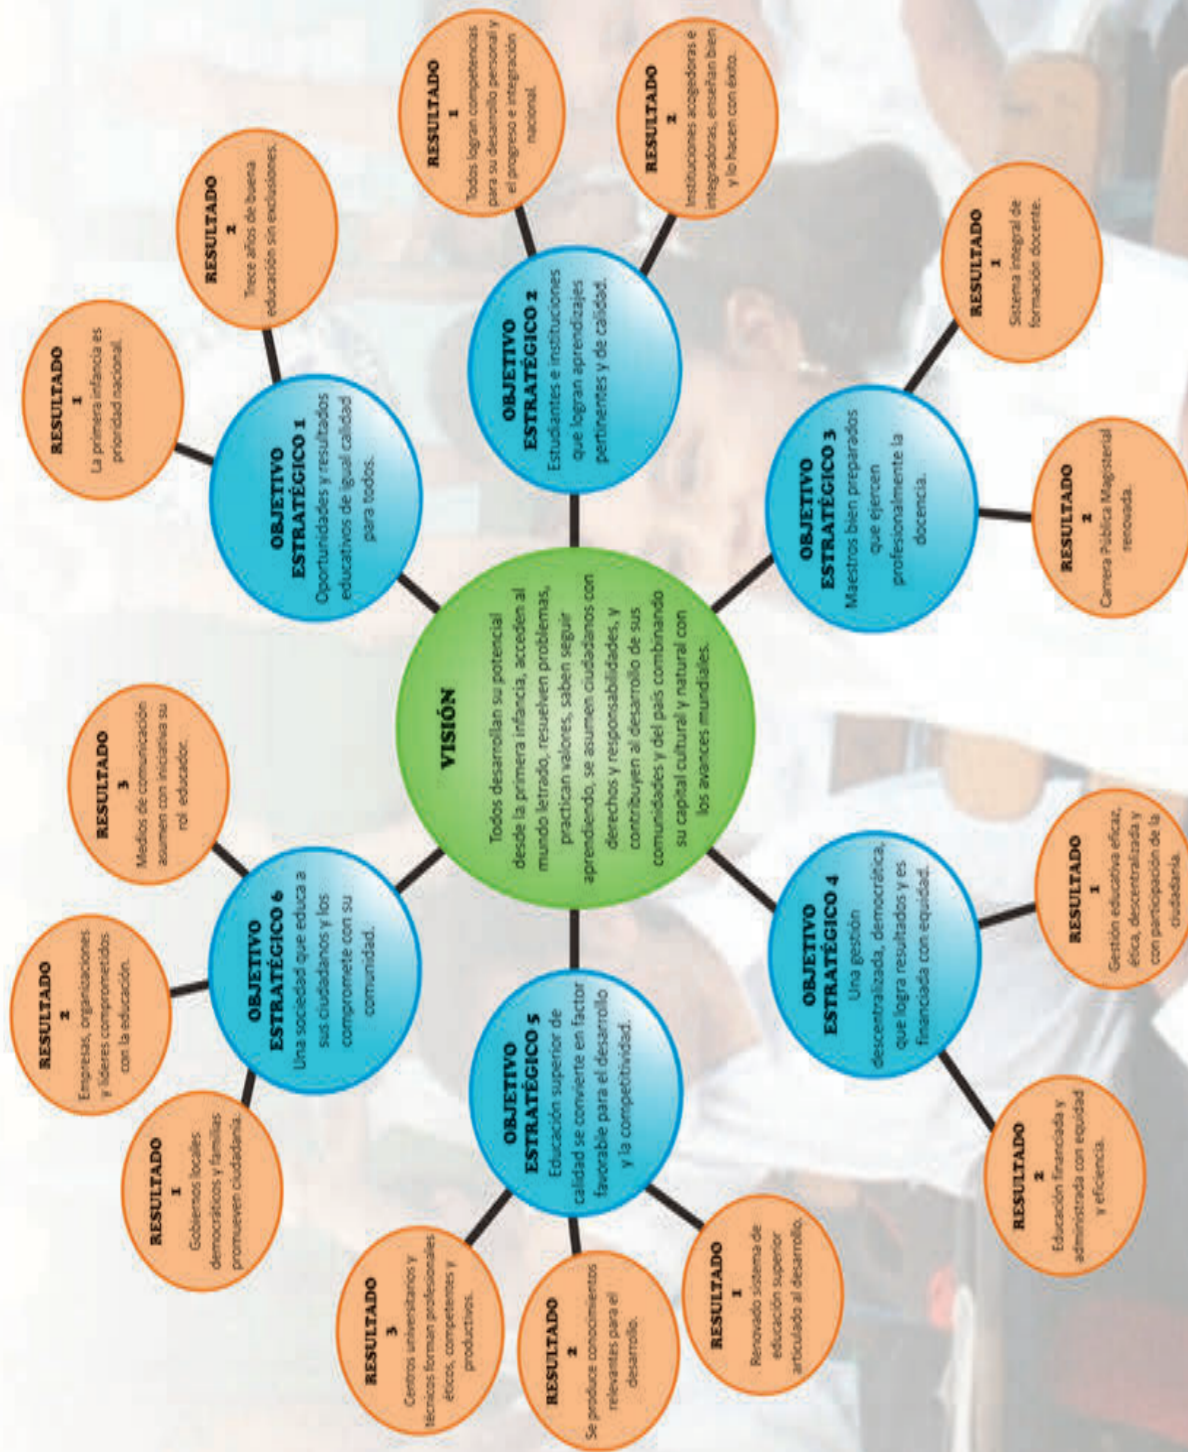 VISIÓN
Todos desarrollan su potencial
desde la primera infancia, acceden al
mundo letrado, resuelven problemas,
practican valores, saben seguir
aprendiendo, se asumen ciudadanos con
derechos y responsabilidades, y
contribuyen al desarrollo de sus
comunidades y del país combinando
su capital cultural y natural con
los avances mundiales.
OBJETIVO
ESTRATÉGICO 1
Oportunidades y resultados
educativos de igual calidad
para todos.
RESULTADO
1
La primera infancia es
prioridad nacional.
RESULTADO
2
Trece años de buena
educación sin exclusiones.
OBJETIVO
ESTRATÉGICO 2
Estudiantes e instituciones
que logran aprendizajes
pertinentes y de calidad.
RESULTADO
1
Todos logran competencias
para su desarrollo personal y
el progreso e integración
nacional.
RESULTADO
2
Instituciones acogedoras e
integradoras, enseñan bien
y lo hacen con éxito.
OBJETIVO
ESTRATÉGICO 3
Maestros bien preparados
que ejercen
profesionalmente la
docencia.
RESULTADO
1
Sistema integral de
formación docente.
RESULTADO
2
Carrera Pública Magisterial
renovada.
OBJETIVO
ESTRATÉGICO 4
Una gestión
descentralizada, democrática,
que logra resultados y es
financiada con equidad.
RESULTADO
1
Gestión educativa eficaz,
ética, descentralizada y
con participación de la
ciudadanía.
RESULTADO
2
Educación financiada y
administrada con equidad
y eficiencia.
OBJETIVO
ESTRATÉGICO 5
Educación superior de
calidad se convierte en factor
favorable para el desarrollo
y la competitividad.
RESULTADO
1
Renovado sistema de
educación superior
articulado al desarrollo.
RESULTADO
2
Se produce conocimientos
relevantes para el
desarrollo.
RESULTADO
3
Centros universitarios y
técnicos forman profesionales
éticos, competentes y
productivos.
OBJETIVO
ESTRATÉGICO 6
Una sociedad que educa a
sus ciudadanos y los
compromete con su
comunidad.
RESULTADO
1
Gobiernos locales
democráticos y familias
promueven ciudadanía.
RESULTADO
2
Empresas, organizaciones
y líderes comprometidos
con la educación.
RESULTADO
3
Medios de comunicación
asumen con iniciativa su
rol educador.